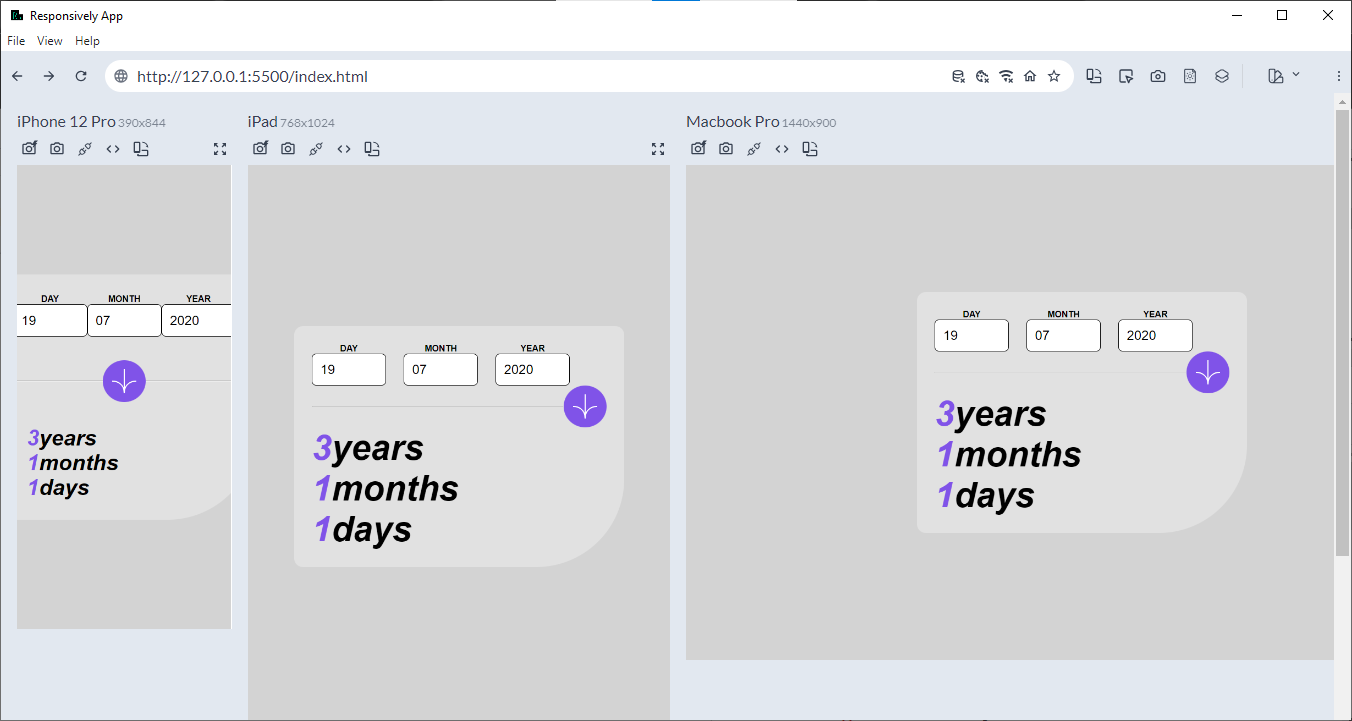 Responsively App
File View Help
http://127.0.0.1:5500/index.html
iPhone 12 Pro 390x844
DAY MONTH YEAR
19 07 2020
3years
1months
1days
iPad 768x1024
DAY MONTH YEAR
19 07 2020
3years
1months
1days
Macbook Pro 1440x900
DAY MONTH YEAR
19 07 2020
3years
1months
1days